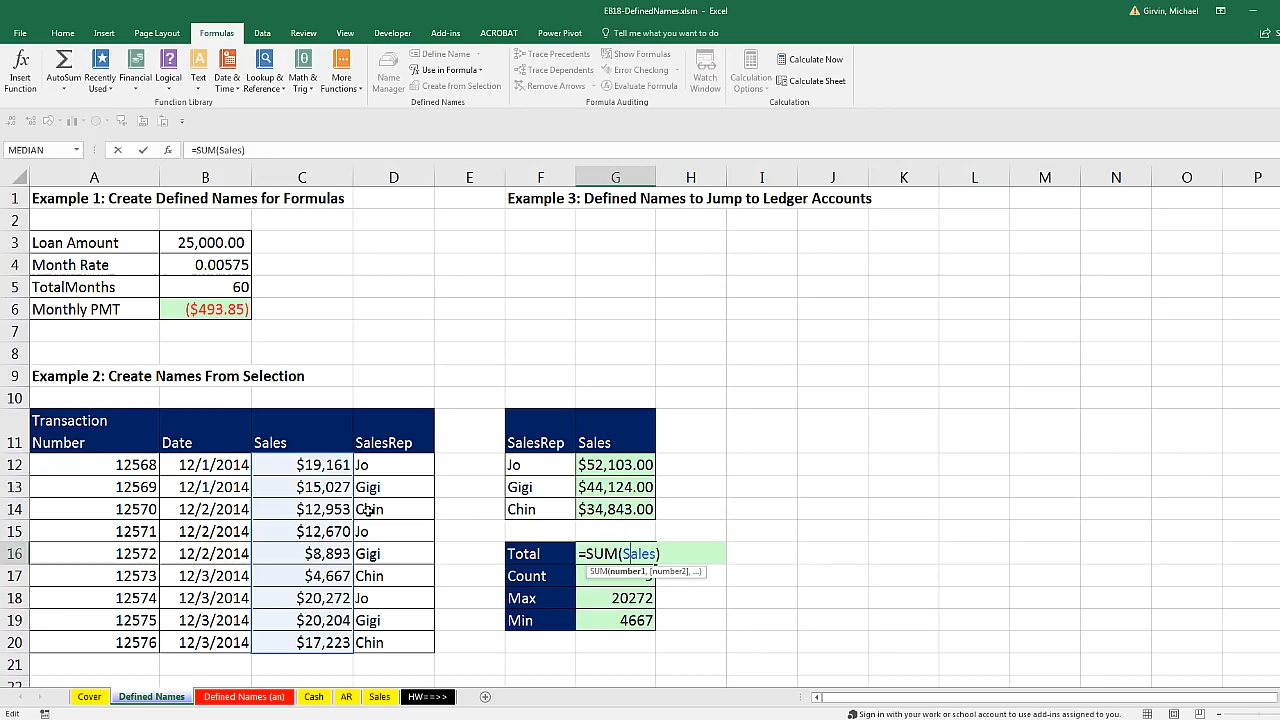 EB18-DefinedNames.xlsm - Excel
Girvin, Michael
File Home Insert Page Layout Formulas Data Review View Developer Add-ins ACROBAT Power Pivot Tell me what you want to do
Insert Function
AutoSum
Recently Used
Financial
Logical
Text
Date & Time
Lookup & Reference
Math & Trig
More Functions
Function Library
Name Manager
Define Name
Use in Formula
Create from Selection
Defined Names
Trace Precedents
Trace Dependents
Remove Arrows
Show Formulas
Error Checking
Evaluate Formula
Formula Auditing
Watch Window
Calculation Options
Calculate Now
Calculate Sheet
Calculation
MEDIAN fx =SUM(Sales)
A B C D E F G H I J K L M N O P
1 Example 1: Create Defined Names for Formulas Example 3: Defined Names to Jump to Ledger Accounts
2
3 Loan Amount 25,000.00
4 Month Rate 0.00575
5 TotalMonths 60
6 Monthly PMT ($493.85)
7
8
9 Example 2: Create Names From Selection
10
11 Transaction Number Date Sales SalesRep SalesRep Sales
12 12568 12/1/2014 $19,161 Jo Jo $52,103.00
13 12569 12/1/2014 $15,027 Gigi Gigi $44,124.00
14 12570 12/2/2014 $12,953 Chin Chin $34,843.00
15 12571 12/2/2014 $12,670 Jo
16 12572 12/2/2014 $8,893 Gigi Total =SUM(Sales)
SUM(number1, [number2], ...)
17 12573 12/3/2014 $4,667 Chin Count
18 12574 12/3/2014 $20,272 Jo Max 20272
19 12575 12/3/2014 $20,204 Gigi Min 4667
20 12576 12/3/2014 $17,223 Chin
21
22
Cover Defined Names Defined Names (an) Cash AR Sales HW==>>
Edit
Sign in with your work or school account to use add-ins assigned to you.